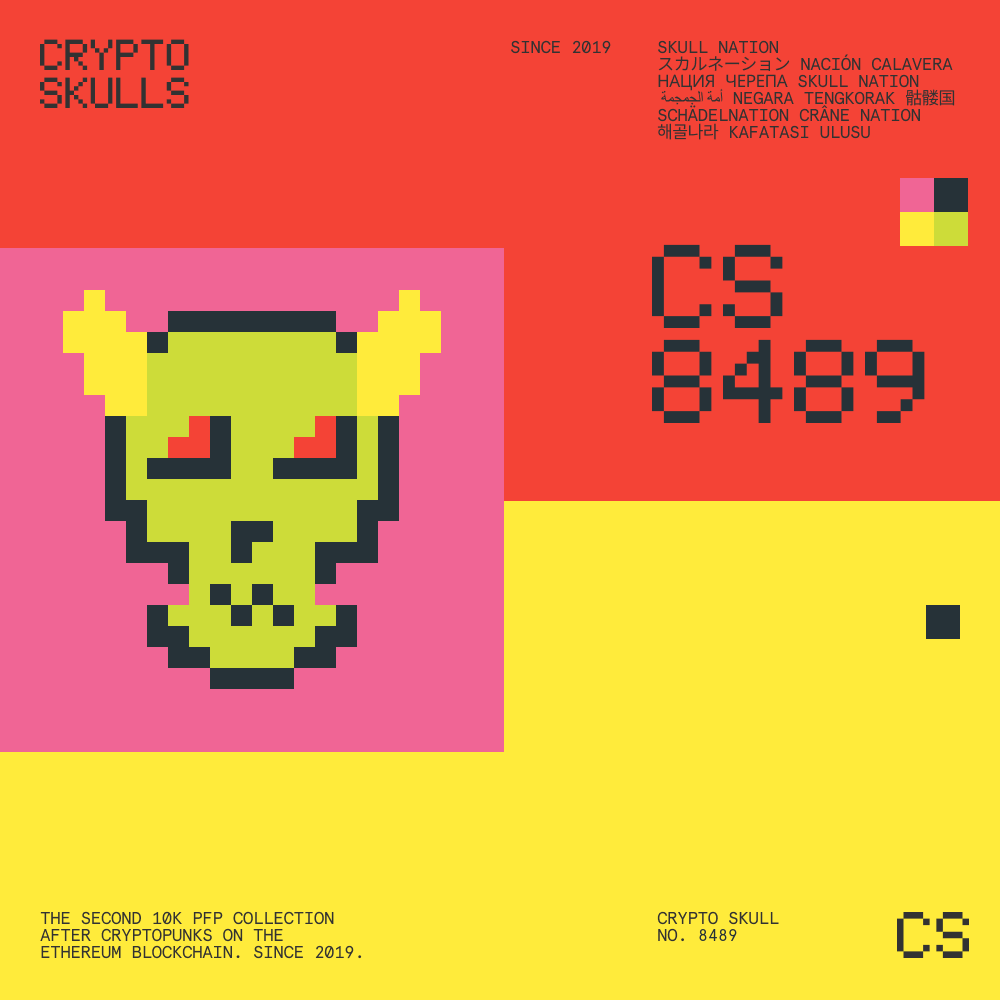 CRYPTO
SKULLS
SINCE 2019
SKULL NATION
スカルネーション NACIÓN CALAVERA
НАЦИЯ ЧЕРЕПА SKULL NATION
أمة الجمجمة NEGARA TENGKORAK 骷髅国
SCHÄDELNATION CRÂNE NATION
해골나라 KAFATASI ULUSU
CS
8489
THE SECOND 10K PFP COLLECTION
AFTER CRYPTOPUNKS ON THE
ETHEREUM BLOCKCHAIN. SINCE 2019.
CRYPTO SKULL
NO. 8489
CS